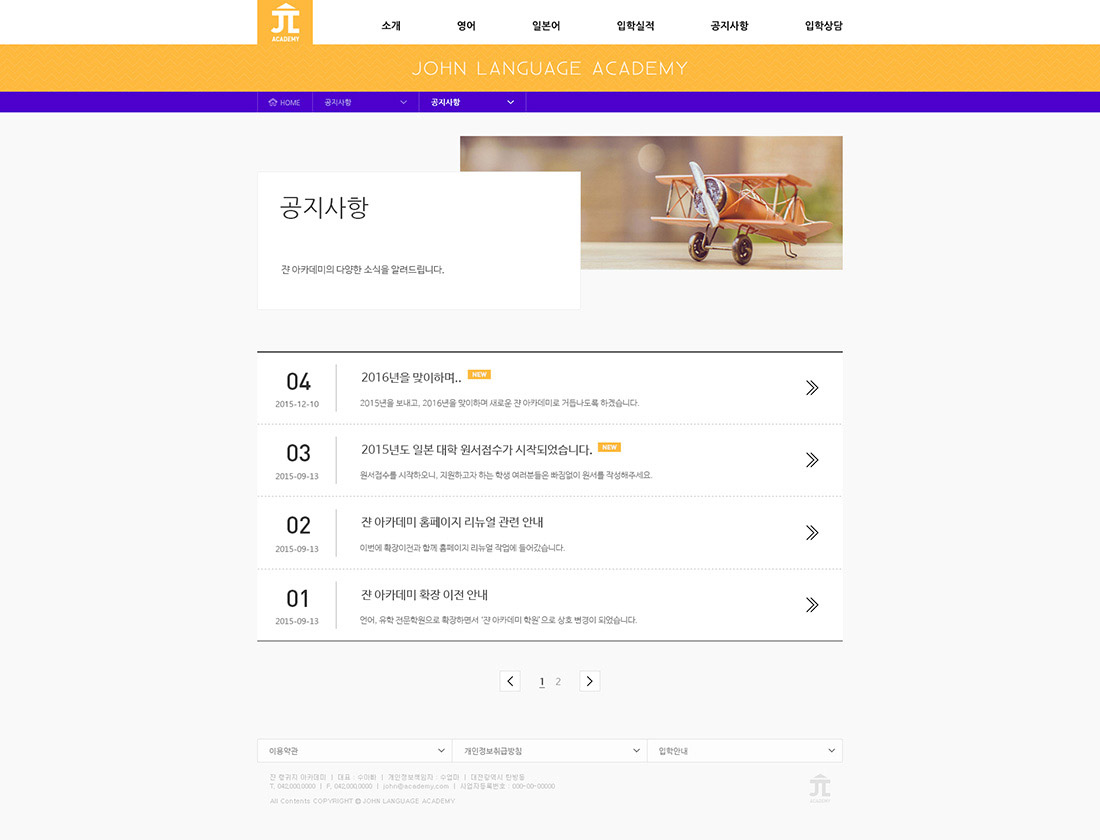 ACADEMY
소개 영어 일본어 입학실적 공지사항 입학상담
JOHN LANGUAGE ACADEMY
HOME 공지사항 공지사항
공지사항
쟌 아카데미의 다양한 소식을 알려드립니다.
04
2015-12-10
2016년을 맞이하며.. NEW
2015년을 보내고, 2016년을 맞이하며 새로운 쟌 아카데미로 거듭나도록 하겠습니다.
03
2015-09-13
2015년도 일본 대학 원서접수가 시작되었습니다. NEW
원서접수를 시작하오니, 지원하고자 하는 학생 여러분들은 빠짐없이 원서를 작성해주세요.
02
2015-09-13
쟌 아카데미 홈페이지 리뉴얼 관련 안내
이번에 확장이전과 함께 홈페이지 리뉴얼 작업에 들어갔습니다.
01
2015-09-13
쟌 아카데미 확장 이전 안내
언어, 유학 전문학원으로 확장하면서 '쟌 아카데미 학원'으로 상호 변경이 되었습니다.
1 2
이용약관 개인정보취급방침 입학안내
아카데미 | 대표 : 수아화 | 개인정보책임자 : 수엄마 | 대전광역시 탄방동
T. 042.000.0000 | F. 042.000.0000 | john@academy.com | 사업자등록번호 : 000-00-00000
All Contents COPYRIGHT © JOHN LANGUAGE ACADEMY.
ACADEMY